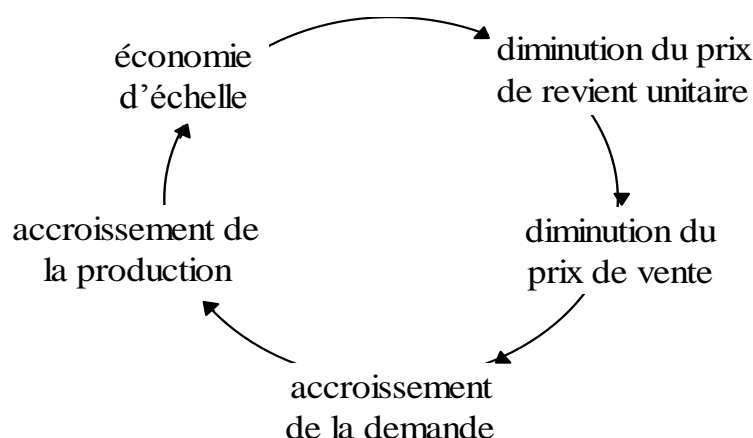 économie
d’échelle
diminution du prix
de revient unitaire
diminution du
prix de vente
accroissement
de la demande
accroissement de
la production